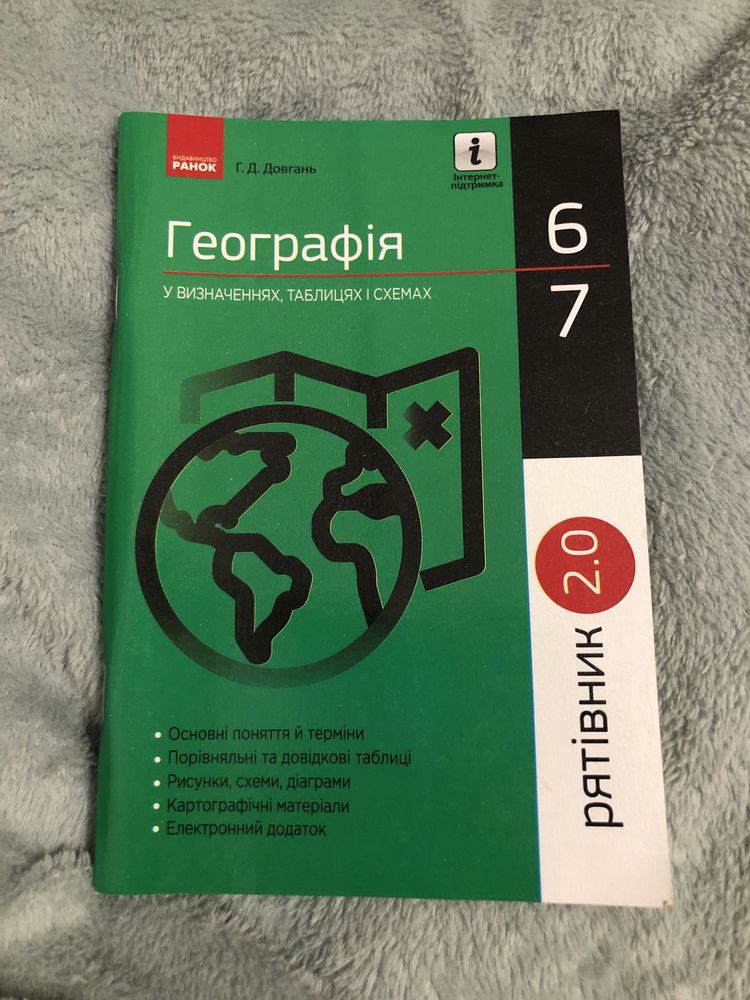 ВИДАВНИЦТВО
РАНОК
Г. Д. Довгань
i
Інтернет-
підтримка
Географія
6
7
У ВИЗНАЧЕННЯХ, ТАБЛИЦЯХ І СХЕМАХ
рятівник 2.0
• Основні поняття й терміни
• Порівняльні та довідкові таблиці
• Рисунки, схеми, діаграми
• Картографічні матеріали
• Електронний додаток